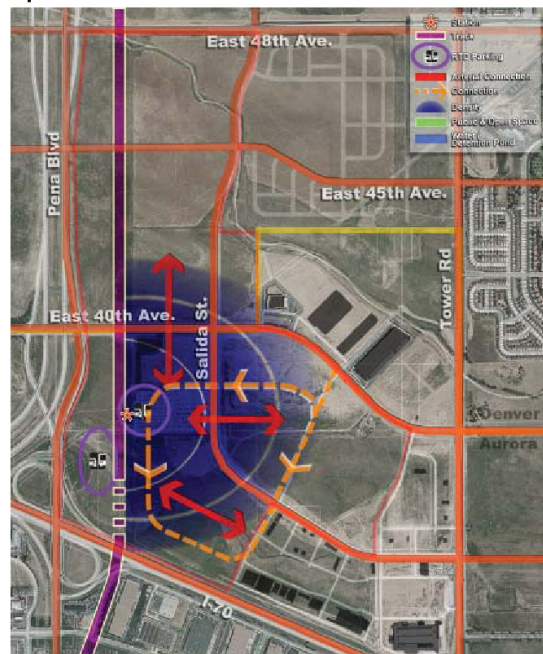 East 48th Ave.
Station
Track
RTD Parking
Arterial Connection
Connection
Density
Public & Open Space
Water /
Detention Pond
Pena Blvd
East 45th Ave.
Tower Rd
East 40th Ave.
Salida St.
Denver
Aurora
I-70